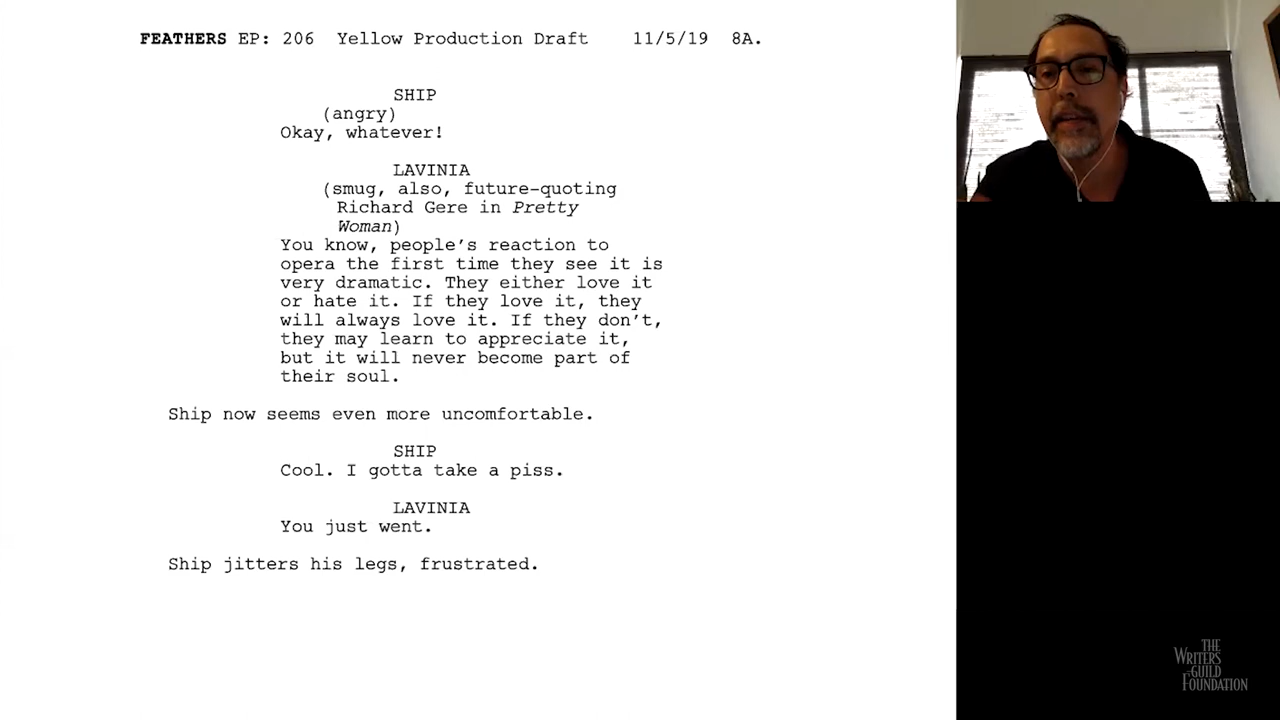 FEATHERS EP: 206 Yellow Production Draft 11/5/19 8A.
SHIP
(angry)
Okay, whatever!
LAVINIA
(smug, also, future-quoting
Richard Gere in Pretty
Woman)
You know, people's reaction to
opera the first time they see it is
very dramatic. They either love it
or hate it. If they love it, they
will always love it. If they don't,
they may learn to appreciate it,
but it will never become part of
their soul.
Ship now seems even more uncomfortable.
SHIP
Cool. I gotta take a piss.
LAVINIA
You just went.
Ship jitters his legs, frustrated.
THE
WRITERS
GUILD
FOUNDATION